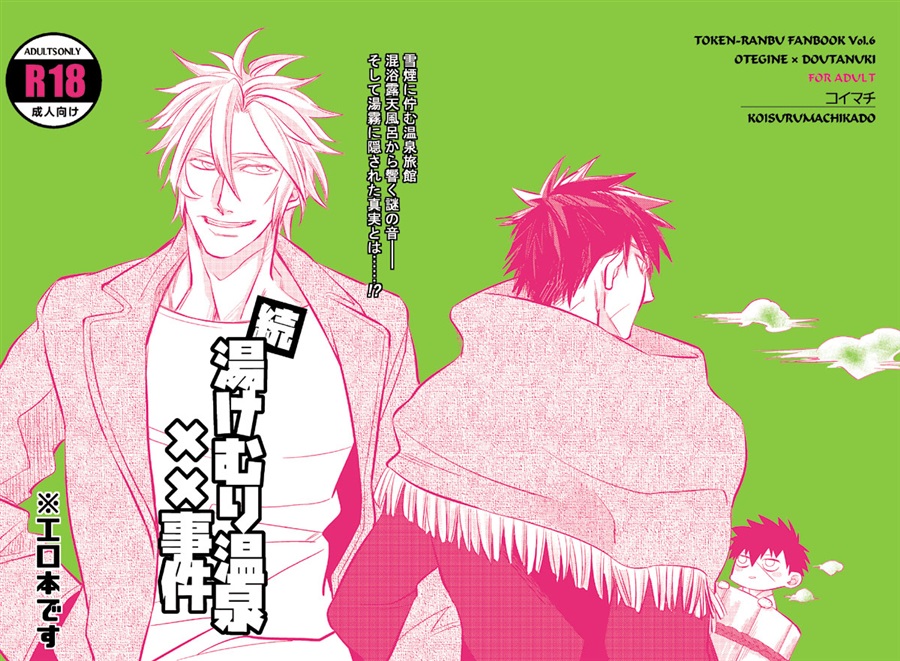 ADULTSONLY
R18
成人向け
TOKEN-RANBU FANBOOK Vol.6
OTEGINE × DOUTANUKI
FOR ADULT
コイマチ
KOISURUMACHIKADO
雪煙に佇む温泉旅館
混浴露天風呂から響く謎の音――
そして湯霧に隠された真実とは……!?
続
湯けむり温泉
××事件
※エロ本です